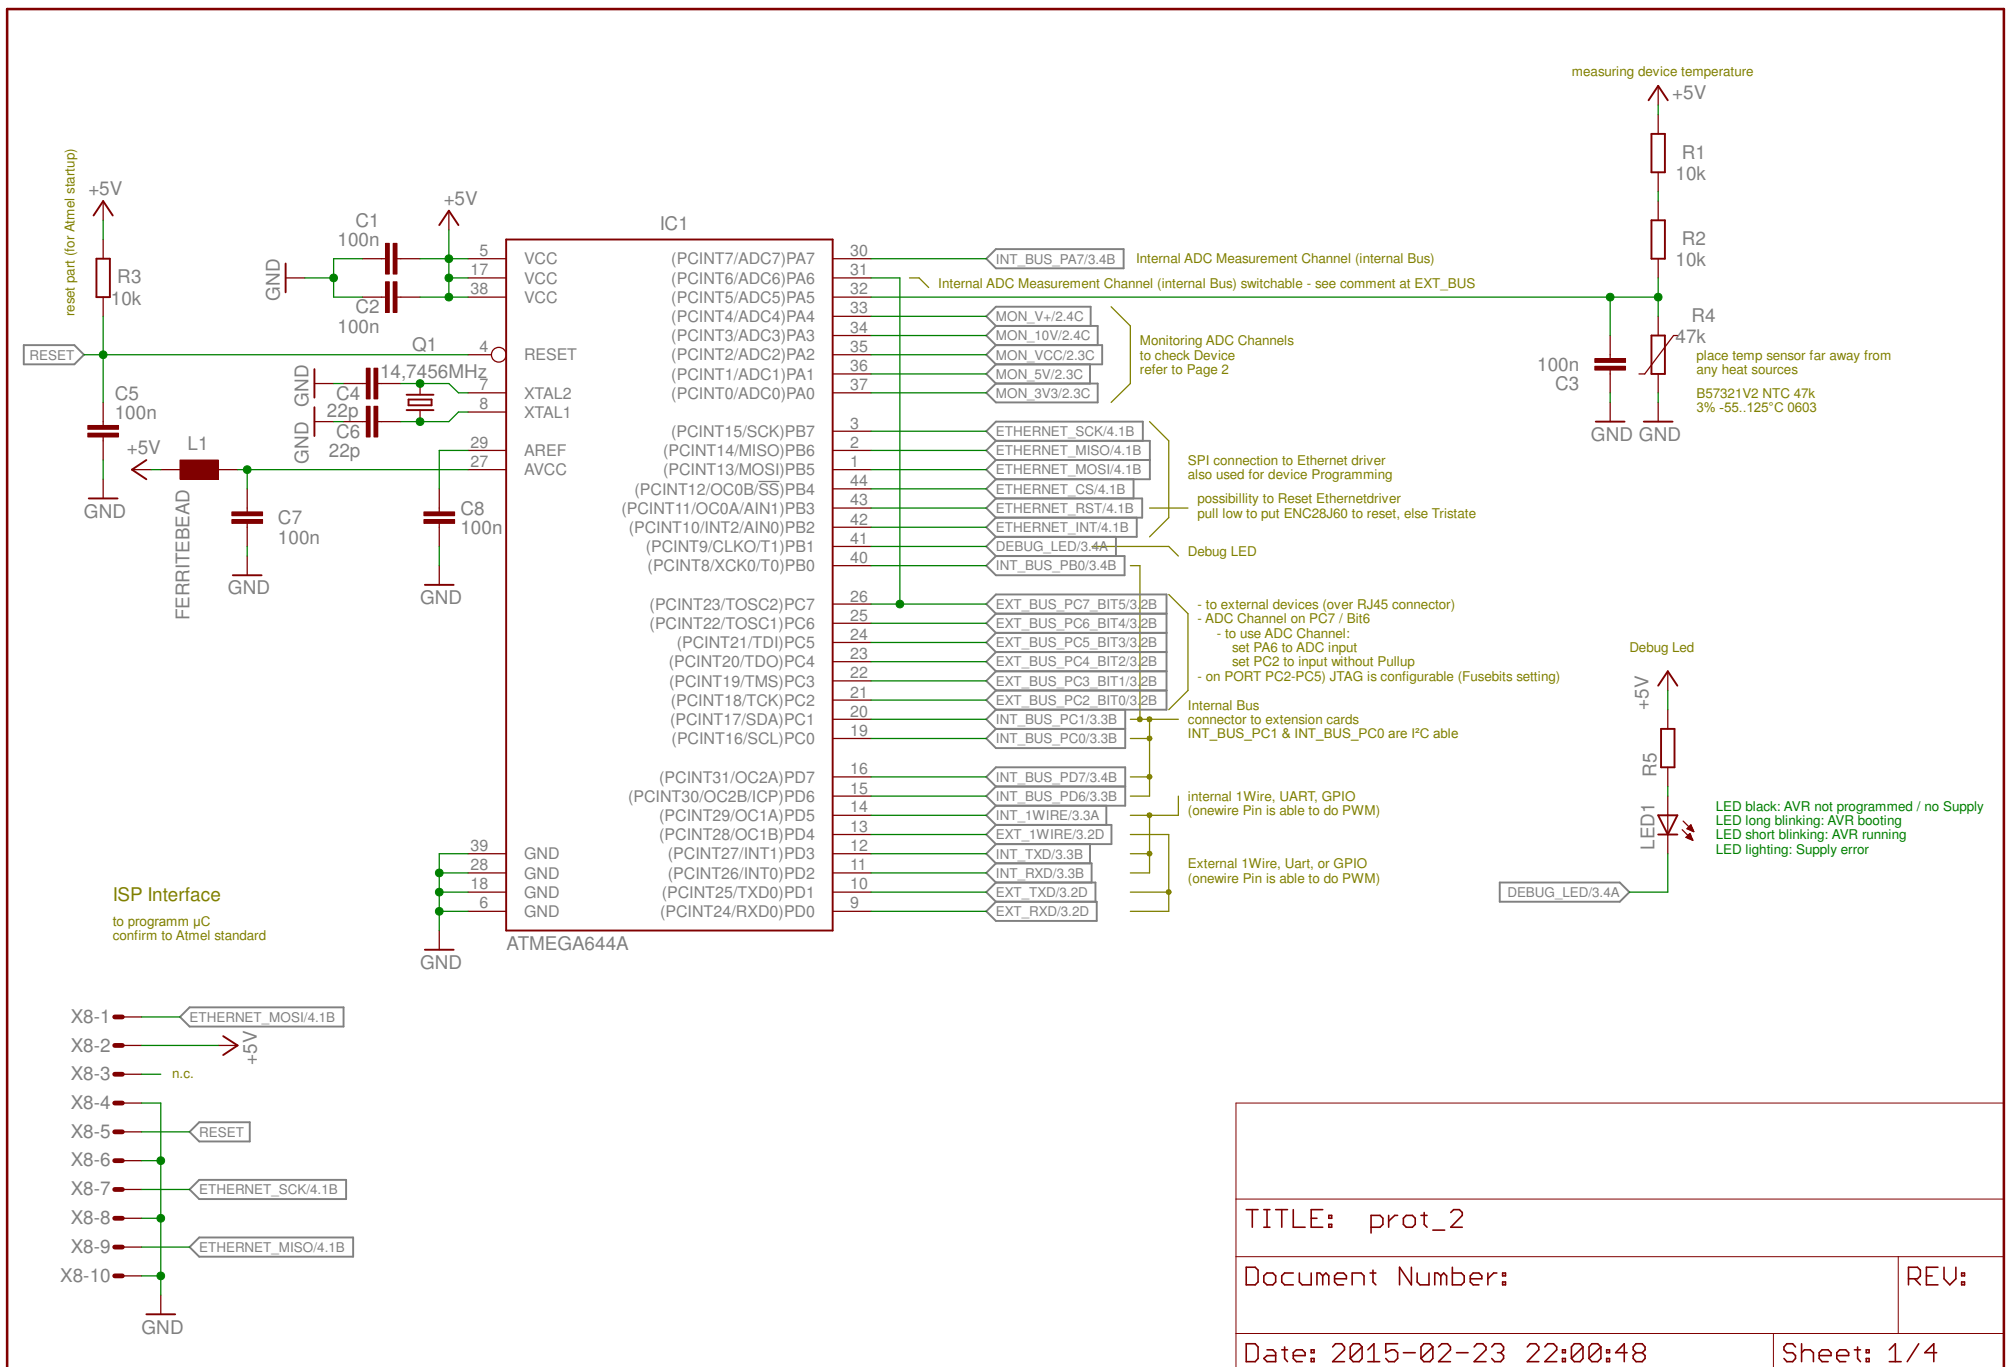 measuring device temperature
+5V
R1
10k
R2
10k
R4
47k
place temp sensor far away from
any heat sources
B57321V2 NTC 47k
3% -55..125°C 0603
100n
C3
GND
GND
reset part (for Atmel startup)
+5V
R3
10k
RESET
C5
100n
GND
+5V
L1
FERRITEBEAD
C7
100n
GND
C8
100n
GND
GND
C1
100n
C2
100n
+5V
Q1
14,7456MHz
GND
C4
22p
GND
C6
22p
IC1
5 VCC
17 VCC
38 VCC
4 RESET
7 XTAL2
8 XTAL1
29 AREF
27 AVCC
39 GND
28 GND
18 GND
6 GND
GND
ATMEGA644A
(PCINT7/ADC7)PA7 30 INT_BUS_PA7/3.4B Internal ADC Measurement Channel (internal Bus)
(PCINT6/ADC6)PA6 31 Internal ADC Measurement Channel (internal Bus) switchable - see comment at EXT_BUS
(PCINT5/ADC5)PA5 32
(PCINT4/ADC4)PA4 33 MON_V+/2.4C
(PCINT3/ADC3)PA3 34 MON_10V/2.4C
(PCINT2/ADC2)PA2 35 MON_VCC/2.3C
(PCINT1/ADC1)PA1 36 MON_5V/2.3C
(PCINT0/ADC0)PA0 37 MON_3V3/2.3C
Monitoring ADC Channels
to check Device
refer to Page 2
(PCINT15/SCK)PB7 3 ETHERNET_SCK/4.1B
(PCINT14/MISO)PB6 2 ETHERNET_MISO/4.1B
(PCINT13/MOSI)PB5 1 ETHERNET_MOSI/4.1B
(PCINT12/OC0B/SS)PB4 44 ETHERNET_CS/4.1B
(PCINT11/OC0A/AIN1)PB3 43 ETHERNET_RST/4.1B
(PCINT10/INT2/AIN0)PB2 42 ETHERNET_INT/4.1B
(PCINT9/CLKO/T1)PB1 41 DEBUG_LED/3.4A
(PCINT8/XCK0/T0)PB0 40 INT_BUS_PB0/3.4B
SPI connection to Ethernet driver
also used for device Programming
possibillity to Reset Ethernetdriver
pull low to put ENC28J60 to reset, else Tristate
Debug LED
(PCINT23/TOSC2)PC7 26 EXT_BUS_PC7_BIT5/3.2B
(PCINT22/TOSC1)PC6 25 EXT_BUS_PC6_BIT4/3.2B
(PCINT21/TDI)PC5 24 EXT_BUS_PC5_BIT3/3.2B
(PCINT20/TDO)PC4 23 EXT_BUS_PC4_BIT2/3.2B
(PCINT19/TMS)PC3 22 EXT_BUS_PC3_BIT1/3.2B
(PCINT18/TCK)PC2 21 EXT_BUS_PC2_BIT0/3.2B
(PCINT17/SDA)PC1 20 INT_BUS_PC1/3.3B
(PCINT16/SCL)PC0 19 INT_BUS_PC0/3.3B
- to external devices (over RJ45 connector)
- ADC Channel on PC7 / Bit6
- to use ADC Channel:
set PA6 to ADC input
set PC2 to input without Pullup
- on PORT PC2-PC5) JTAG is configurable (Fusebits setting)
Internal Bus
connector to extension cards
INT_BUS_PC1 & INT_BUS_PC0 are I²C able
(PCINT31/OC2A)PD7 16 INT_BUS_PD7/3.4B
(PCINT30/OC2B/ICP)PD6 15 INT_BUS_PD6/3.3B
(PCINT29/OC1A)PD5 14 INT_1WIRE/3.3A
(PCINT28/OC1B)PD4 13 EXT_1WIRE/3.2D
(PCINT27/INT1)PD3 12 INT_TXD/3.3B
(PCINT26/INT0)PD2 11 INT_RXD/3.3B
(PCINT25/TXD0)PD1 10 EXT_TXD/3.2D
(PCINT24/RXD0)PD0 9 EXT_RXD/3.2D
internal 1Wire, UART, GPIO
(onewire Pin is able to do PWM)
External 1Wire, Uart, or GPIO
(onewire Pin is able to do PWM)
Debug Led
+5V
R5
LED1
DEBUG_LED/3.4A
LED black: AVR not programmed / no Supply
LED long blinking: AVR booting
LED short blinking: AVR running
LED lighting: Supply error
ISP Interface
to programm µC
confirm to Atmel standard
X8-1 ETHERNET_MOSI/4.1B
X8-2 +5V
X8-3 n.c.
X8-4
X8-5 RESET
X8-6
X8-7 ETHERNET_SCK/4.1B
X8-8
X8-9 ETHERNET_MISO/4.1B
X8-10
GND
TITLE: prot_2
Document Number:
REV:
Date: 2015-02-23 22:00:48
Sheet: 1/4